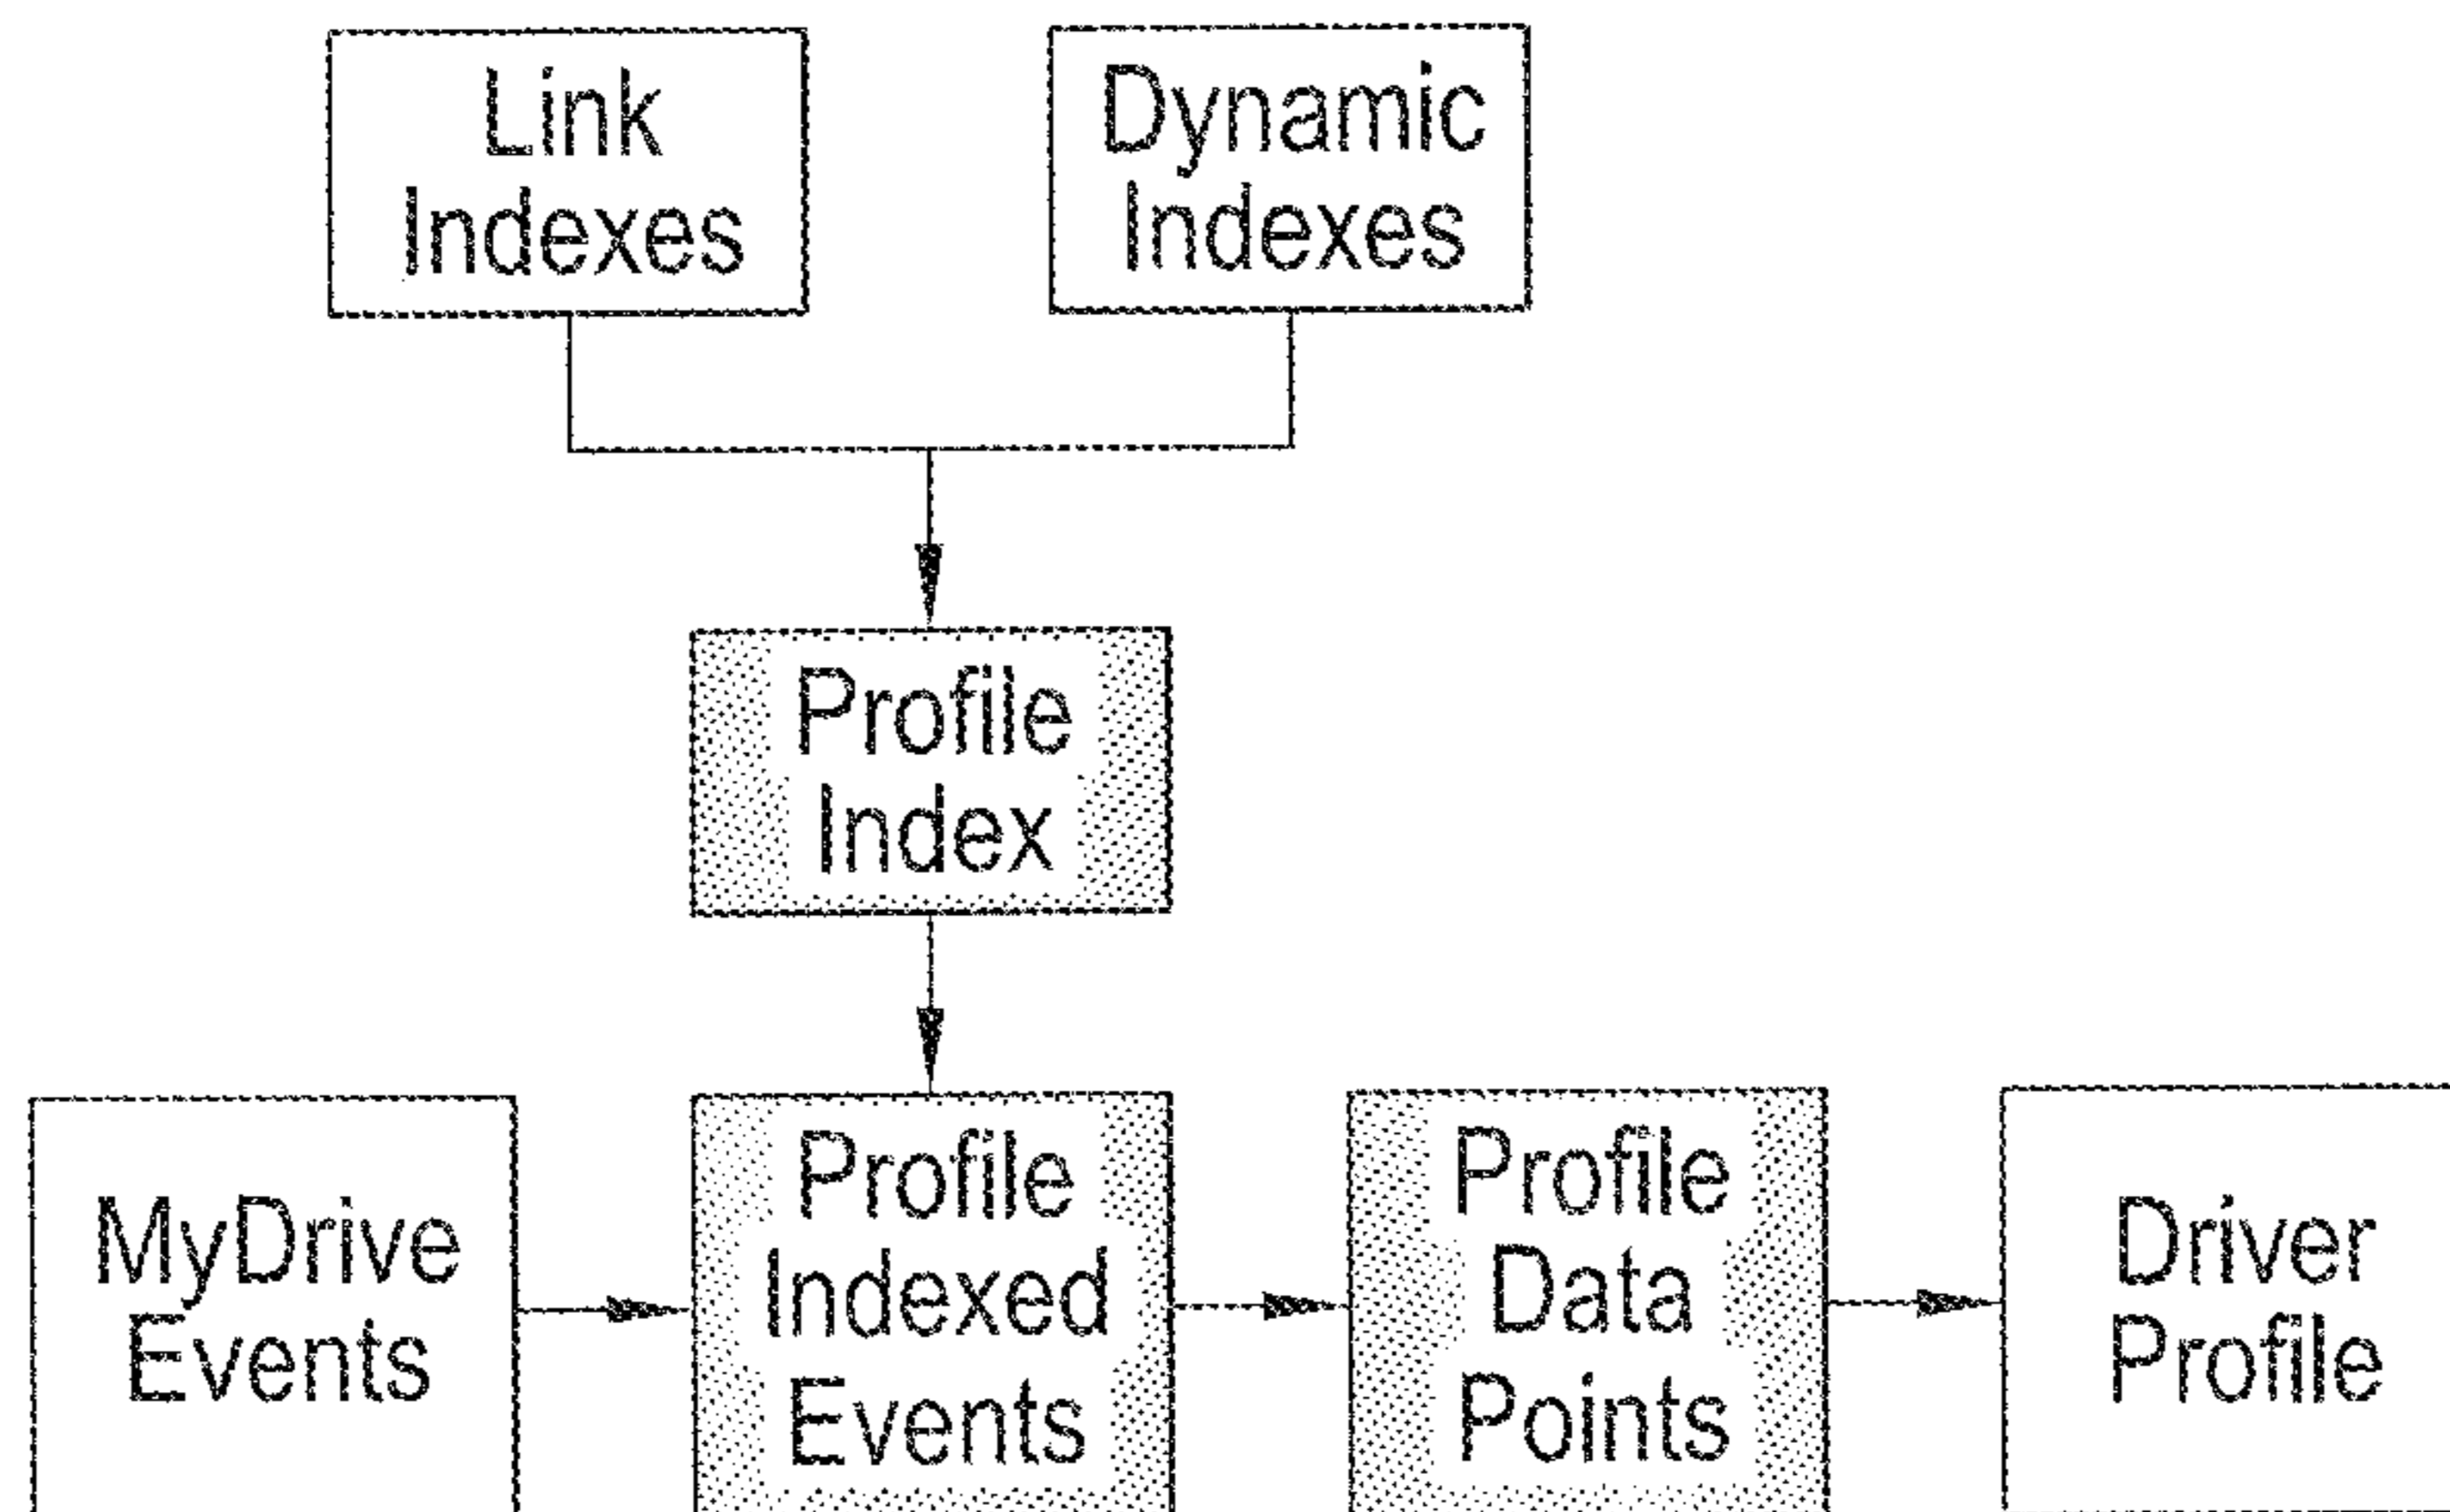 Link
Indexes
Dynamic
Indexes
Profile
Index
MyDrive
Events
Profile
Indexed
Events
Profile
Data
Points
Driver
Profile